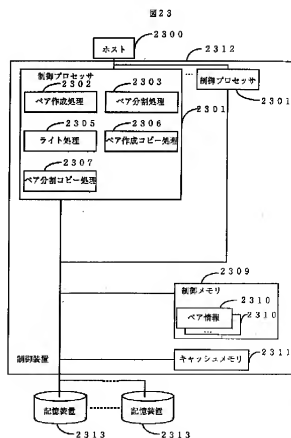 図23
ホスト
2300
2312
制御プロセッサ
2302
2303
ペア作成処理
ペア分割処理
2305
2306
ライト処理
ペア作成コピー処理
2307
ペア分割コピー処理
2301
…
制御プロセッサ
2301
2309
制御メモリ
2310
ペア情報
2310
…
制御装置
キャッシュメモリ
2311
記憶装置
記憶装置
2313
2313